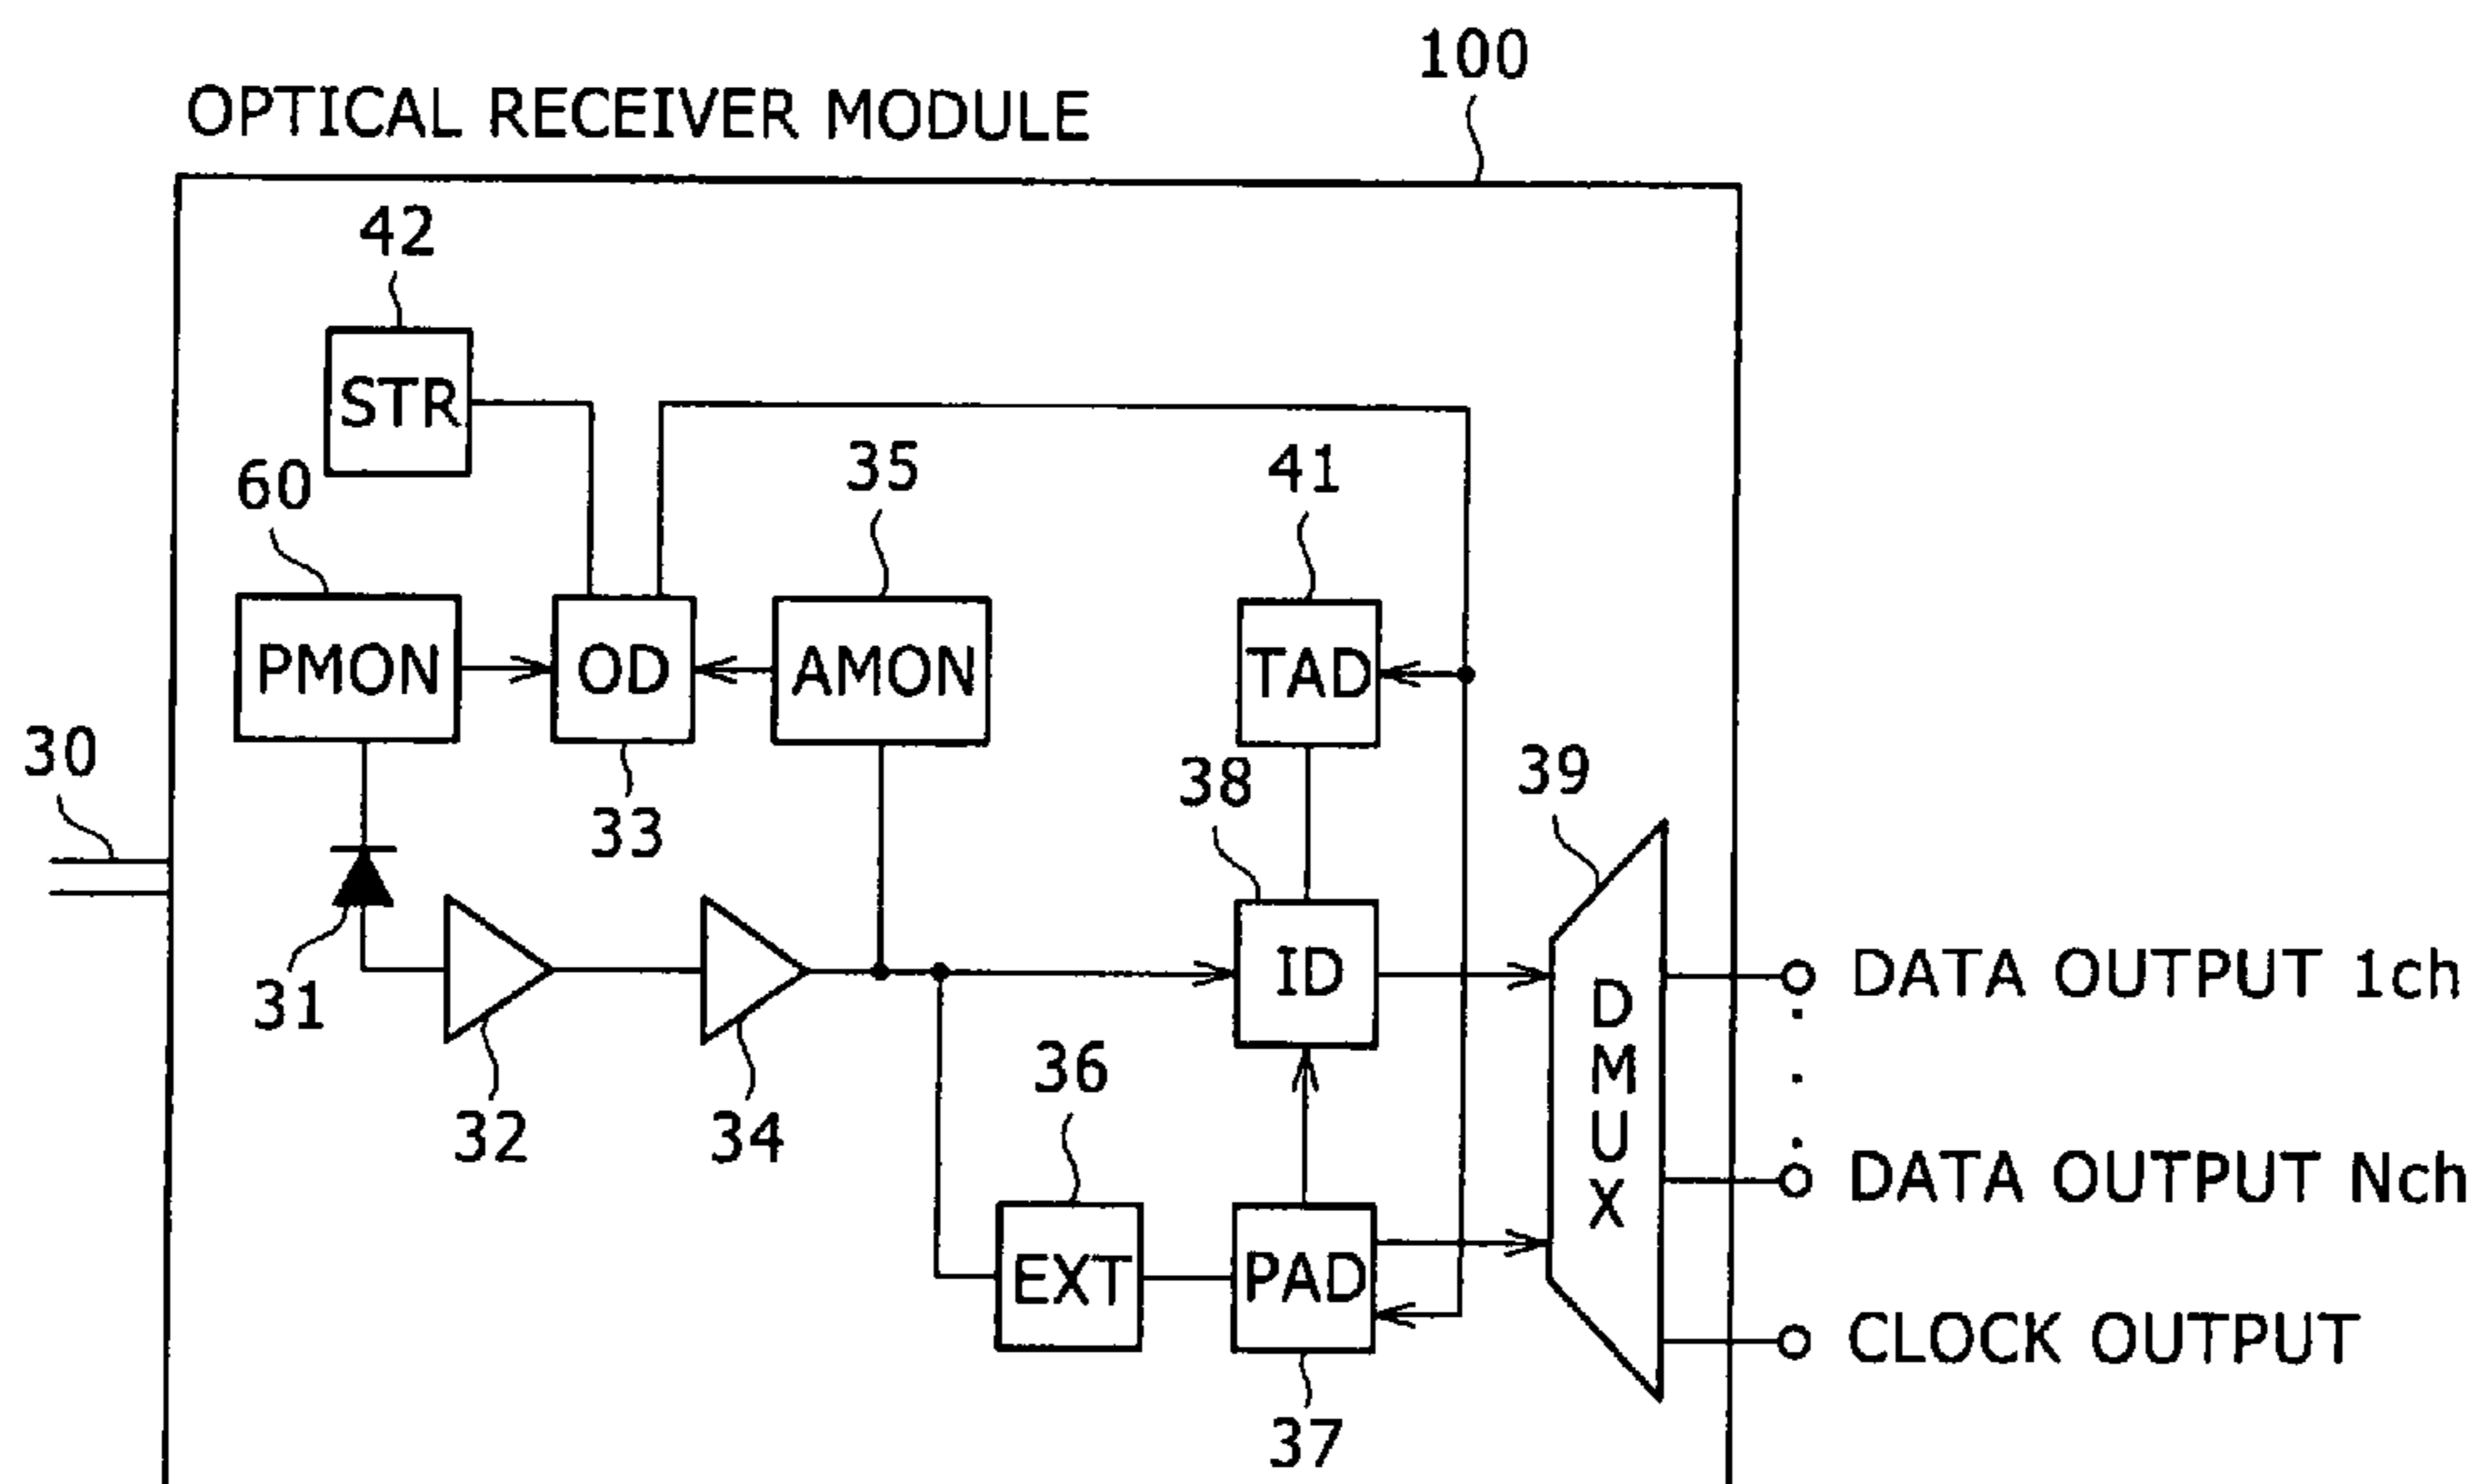 100
OPTICAL RECEIVER MODULE
42
STR
60
35
41
PMON
OD
AMON
TAD
30
33
38
39
31
32
34
ID
DMUX
DATA OUTPUT 1ch
36
DATA OUTPUT Nch
EXT
PAD
CLOCK OUTPUT
37